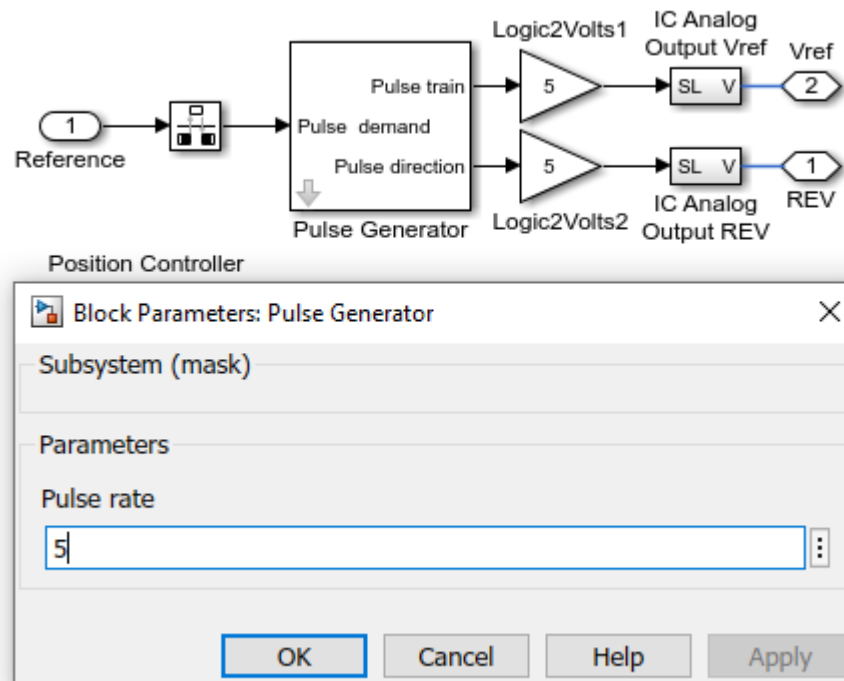 Logic2Volts1
IC Analog
Output Vref
Vref
Pulse train
5
SL V
2
1
Pulse demand
Reference
Pulse direction
5
SL V
1
Pulse Generator
Logic2Volts2
IC Analog
Output REV
REV
Position Controller
Block Parameters: Pulse Generator
Subsystem (mask)
Parameters
Pulse rate
5
OK
Cancel
Help
Apply